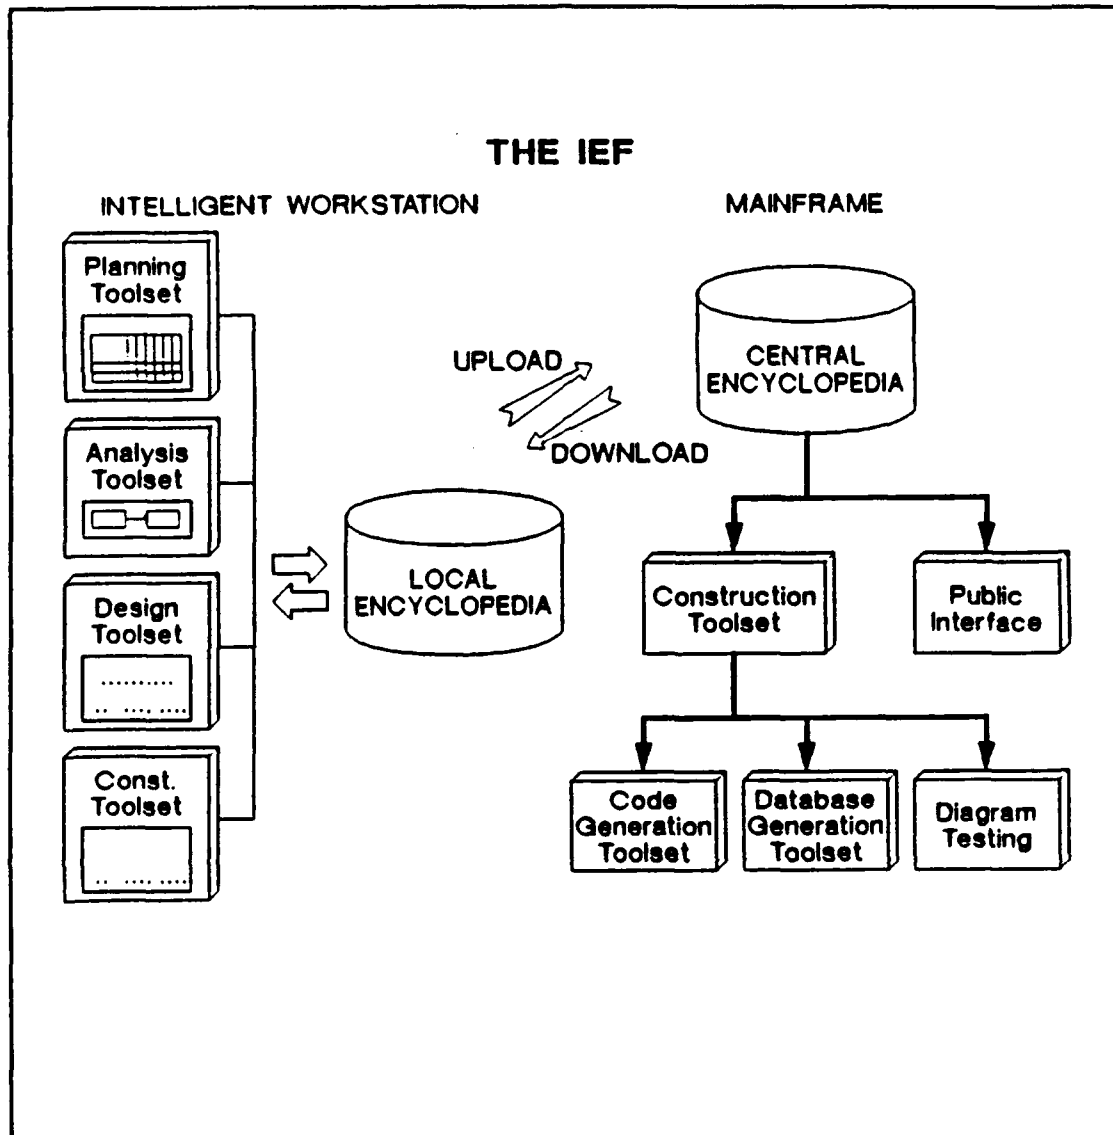 THE IEF
INTELLIGENT WORKSTATION
MAINFRAME
Planning
Toolset
Analysis
Toolset
Design
Toolset
Const.
Toolset
LOCAL
ENCYCLOPEDIA
UPLOAD
DOWNLOAD
CENTRAL
ENCYCLOPEDIA
Construction
Toolset
Public
Interface
Code
Generation
Toolset
Database
Generation
Toolset
Diagram
Testing